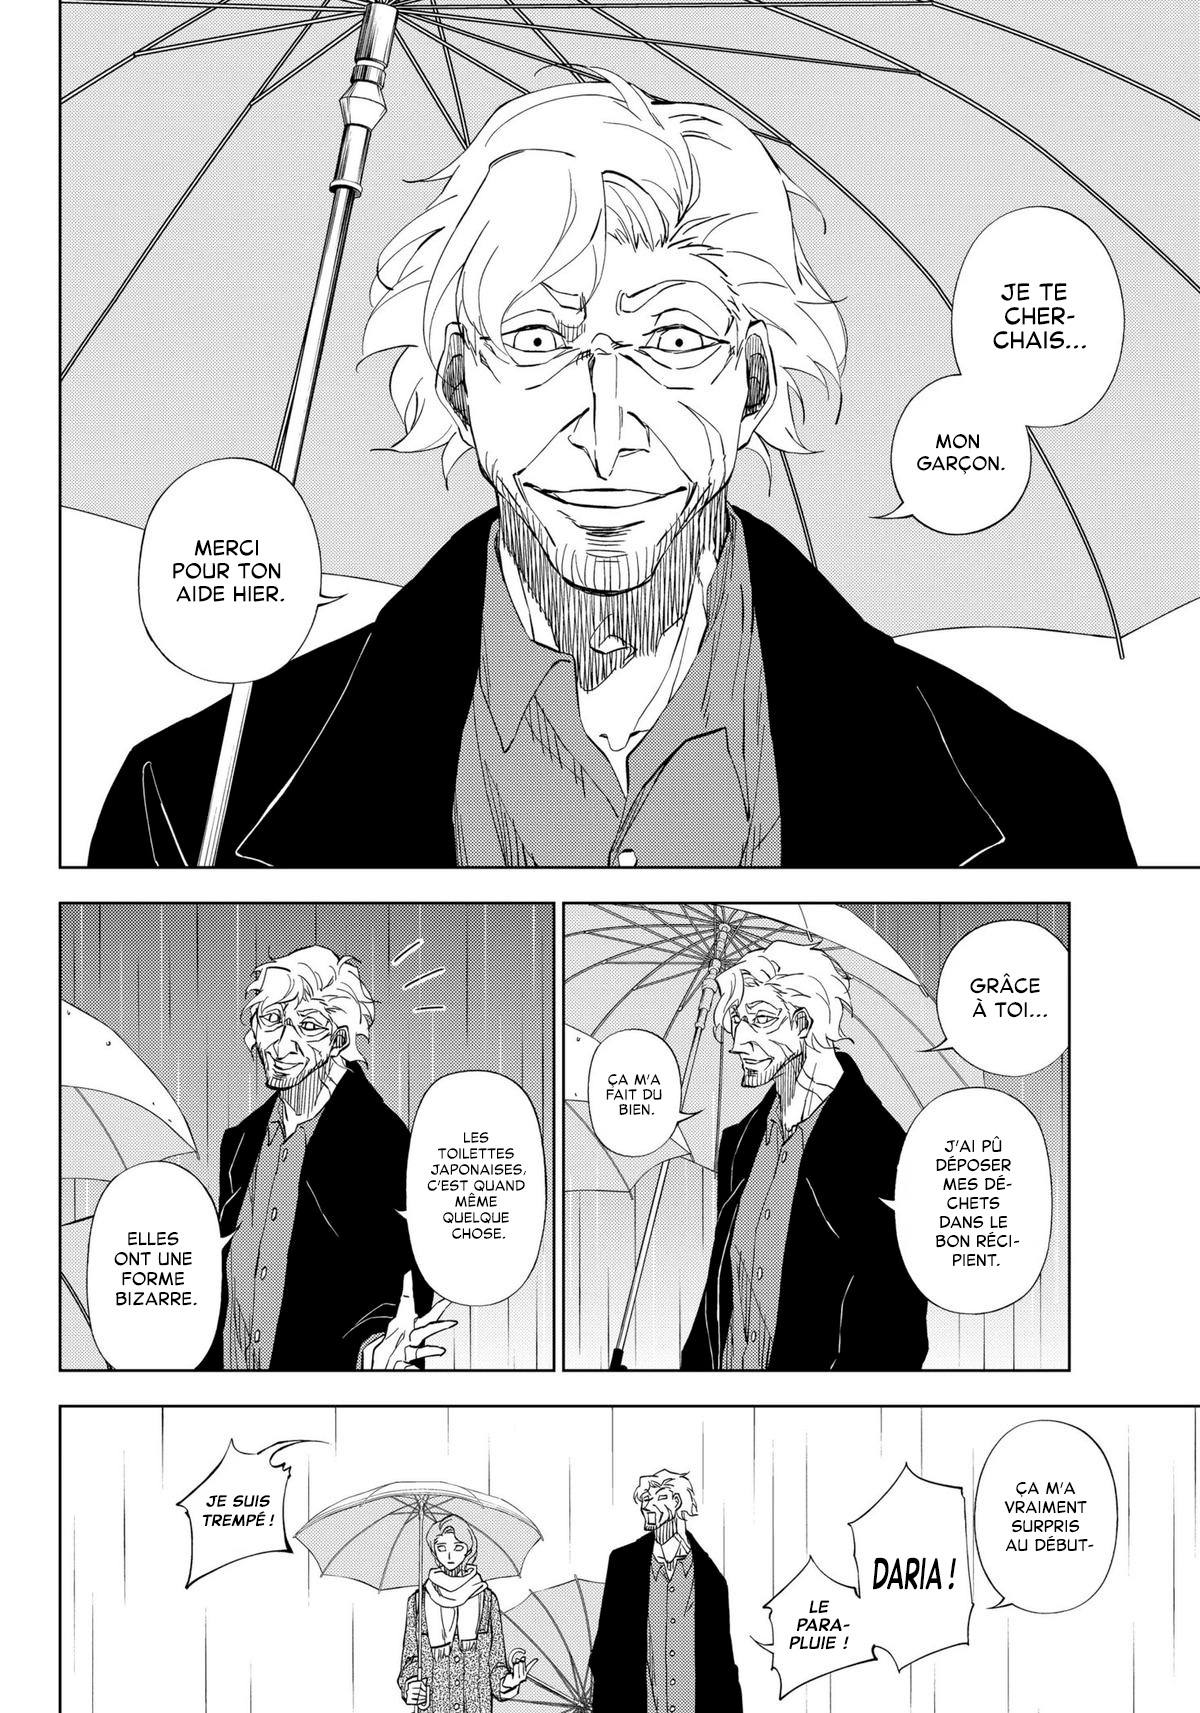 JE TE
CHER-
CHAIS...
MON
GARÇON.
MERCI
POUR TON
AIDE HIER.
GRÂCE
À TOI...
J'AI PÛ
DÉPOSER
MES DÉ-
CHETS
DANS LE
BON RÉCI-
PIENT.
ÇA M'A
FAIT DU
BIEN.
LES
TOILETTES
JAPONAISES,
C'EST QUAND
MÊME
QUELQUE
CHOSE.
ELLES
ONT UNE
FORME
BIZARRE.
ÇA M'A
VRAIMENT
SURPRIS
AU DÉBUT-
DARIA !
LE
PARA-
PLUIE !
JE SUIS
TREMPÉ !